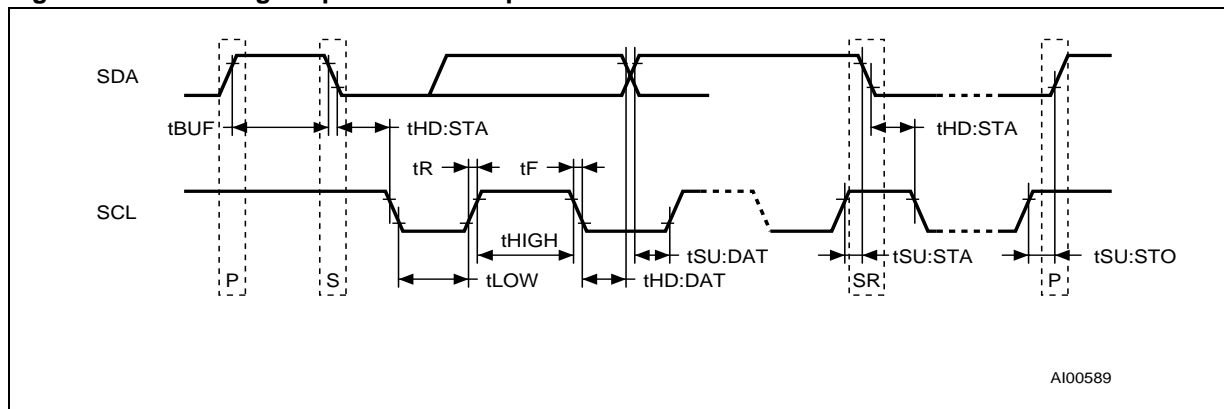 SDA
tBUF
tHD:STA
tHD:STA
tR
tF
SCL
tHIGH
tSU:DAT
tSU:STA
tSU:STO
P
S
tLOW
tHD:DAT
SR
P
AI00589